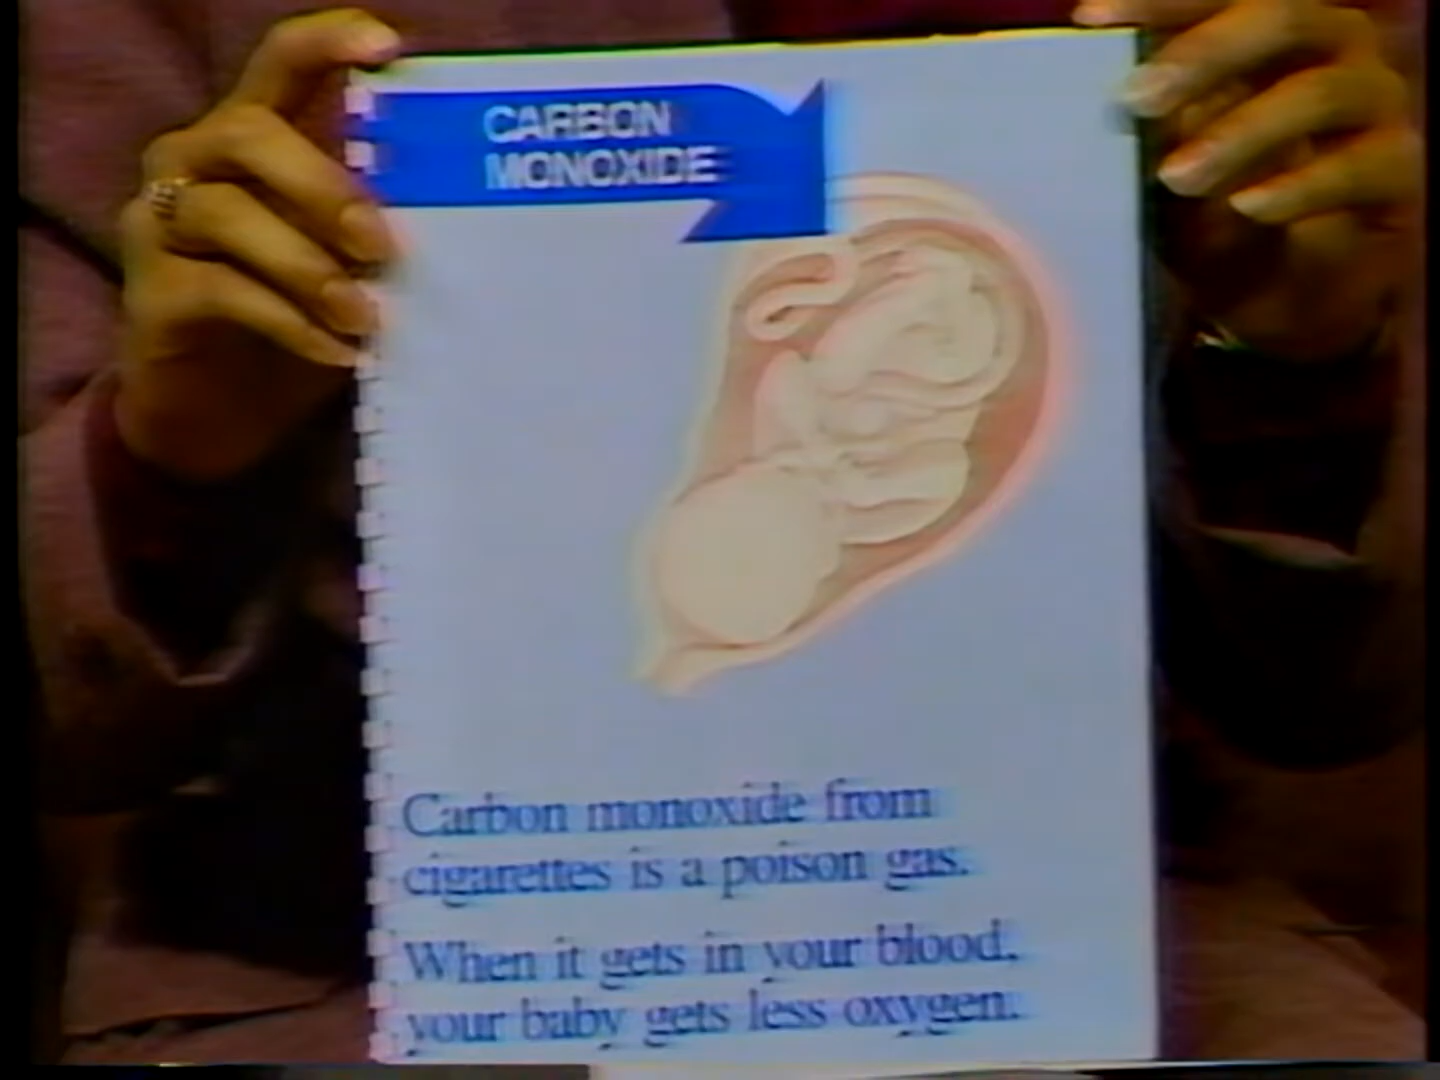 CARBON
MONOXIDE
Carbon monoxide from
cigarettes is a poison gas.
When it gets in your blood,
your baby gets less oxygen.